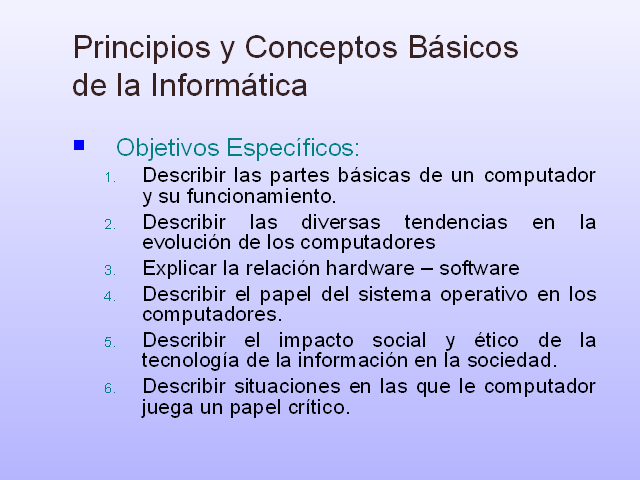 Principios y Conceptos Básicos
de la Informática
Objetivos Específicos:
1. Describir las partes básicas de un computador
y su funcionamiento.
2. Describir las diversas tendencias en la
evolución de los computadores
3. Explicar la relación hardware – software
4. Describir el papel del sistema operativo en los
computadores.
5. Describir el impacto social y ético de la
tecnología de la información en la sociedad.
6. Describir situaciones en las que le computador
juega un papel crítico.